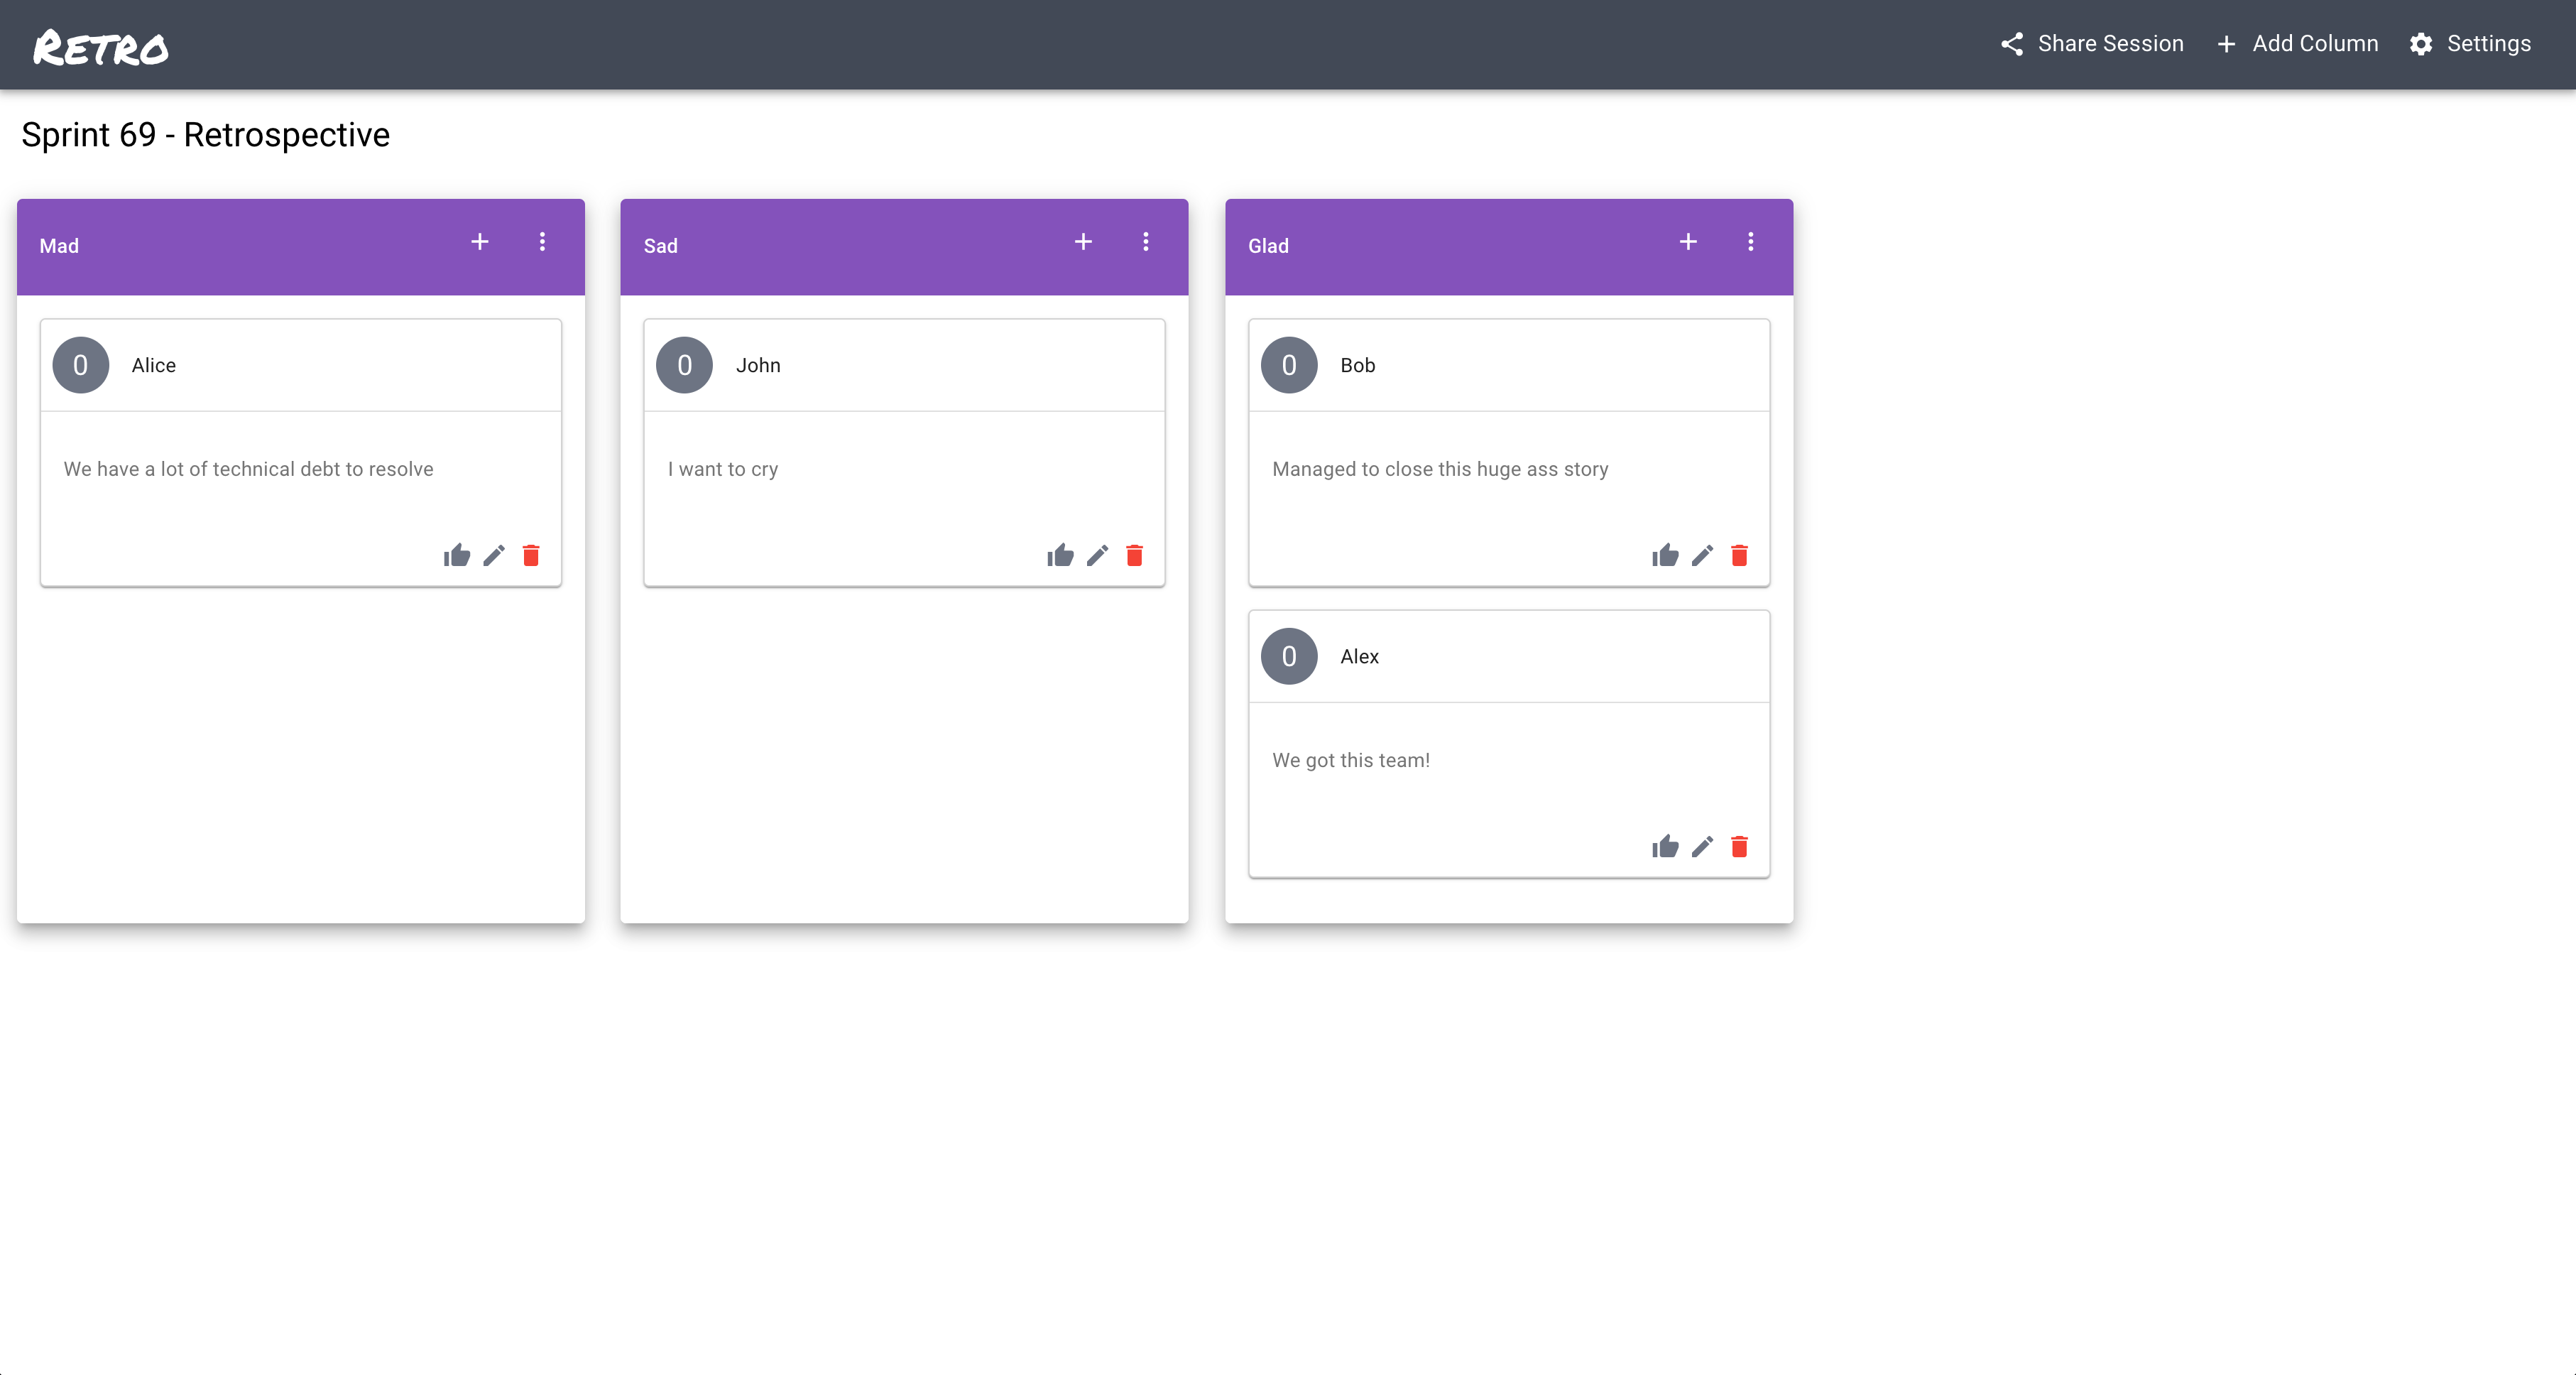 RETRO
Share Session
Add Column
Settings
Sprint 69 - Retrospective
Mad
0
Alice
We have a lot of technical debt to resolve
Sad
0
John
I want to cry
Glad
0
Bob
Managed to close this huge ass story
0
Alex
We got this team!